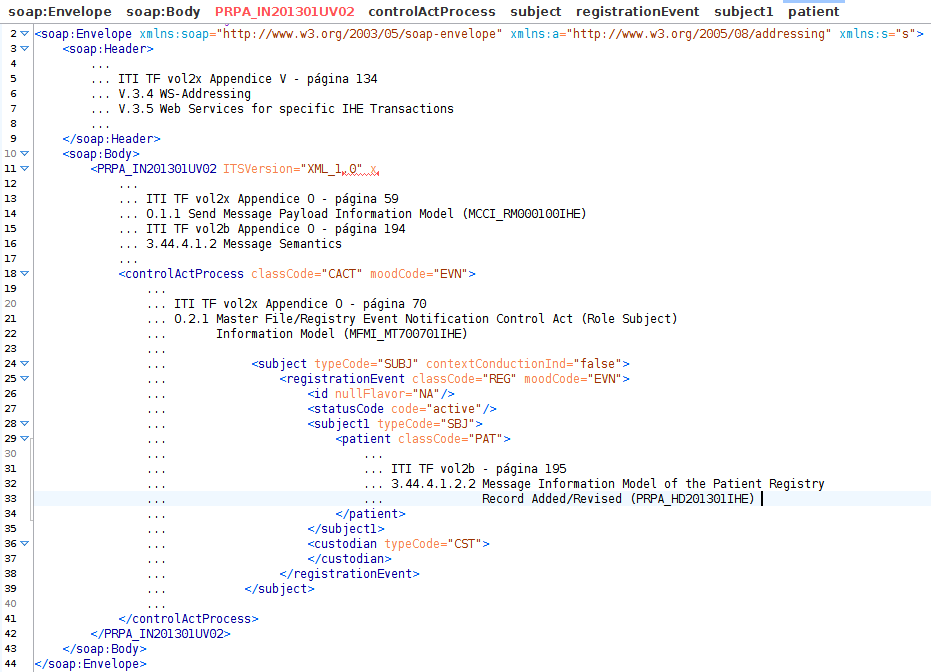 soap:Envelope soap:Body PRPA_IN201301UV02 controlActProcess subject registrationEvent subject1 patient
2 <soap:Envelope xmlns:soap="http://www.w3.org/2003/05/soap-envelope" xmlns:a="http://www.w3.org/2005/08/addressing" xmlns:s="s">
3 <soap:Header>
4 ...
5 ... ITI TF vol2x Appendice V - página 134
6 ... V.3.4 WS-Addressing
7 ... V.3.5 Web Services for specific IHE Transactions
8 ...
9 </soap:Header>
10 <soap:Body>
11 <PRPA_IN201301UV02 ITSVersion="XML_1.0" x
12 ...
13 ... ITI TF vol2x Appendice O - página 59
14 ... O.1.1 Send Message Payload Information Model (MCCI_RM000100IHE)
15 ... ITI TF vol2b Appendice O - página 194
16 ... 3.44.4.1.2 Message Semantics
17 ...
18 <controlActProcess classCode="CACT" moodCode="EVN">
19 ...
20 ... ITI TF vol2x Appendice O - página 70
21 ... O.2.1 Master File/Registry Event Notification Control Act (Role Subject)
22 ... Information Model (MFMI_MT700701IHE)
23 ...
24 ... <subject typeCode="SUBJ" contextConductionInd="false">
25 ... <registrationEvent classCode="REG" moodCode="EVN">
26 ... <id nullFlavor="NA"/>
27 ... <statusCode code="active"/>
28 ... <subject1 typeCode="SBJ">
29 ... <patient classCode="PAT">
30 ... ...
31 ... ... ITI TF vol2b - página 195
32 ... ... 3.44.4.1.2.2 Message Information Model of the Patient Registry
33 ... ... Record Added/Revised (PRPA_HD201301IHE)
34 ... </patient>
35 ... </subject1>
36 ... <custodian typeCode="CST">
37 ... </custodian>
38 ... </registrationEvent>
39 ... </subject>
40 ...
41 </controlActProcess>
42 </PRPA_IN201301UV02>
43 </soap:Body>
44 </soap:Envelope>